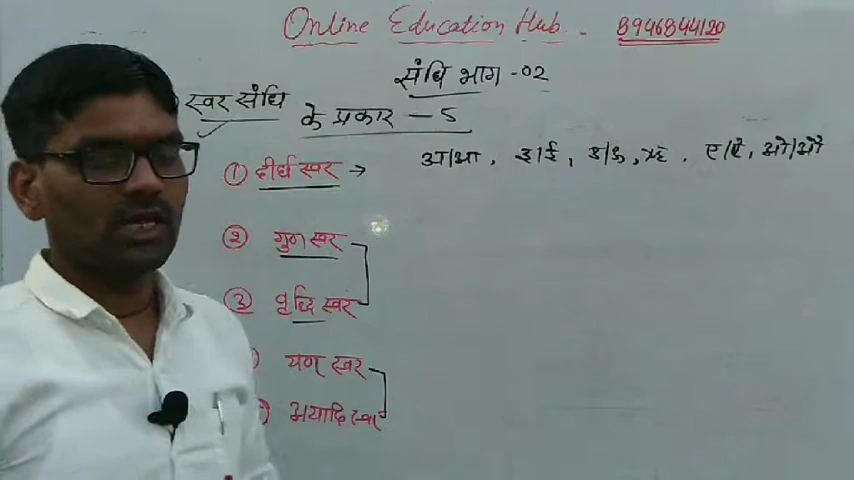 Online Education Hub. - 8946844120
संधि भाग -02
स्वर संधि के प्रकार - 5
① दीर्घ स्वर → अ/आ, इ/ई, उ/ऊ, ऋ, ए/ऐ, ओ/औ
② गुण स्वर
③ वृद्धि स्वर
यण् स्वर
अयादि स्वर